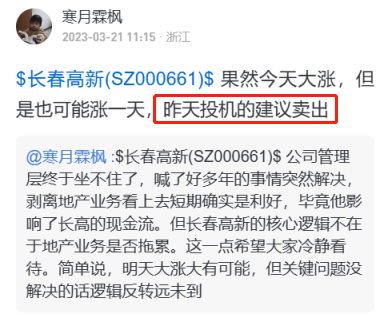 寒月霖枫
2023-03-21 11:15 · 浙江
$长春高新(SZ000661)$ 果然今天大涨，但
是也可能涨一天，昨天投机的建议卖出
@寒月霖枫 :$长春高新(SZ000661)$ 公司管理
层终于坐不住了，喊了好多年的事情突然解决，
剥离地产业务看上去短期确实是利好，毕竟他影
响了长高的现金流。但长春高新的核心逻辑不在
于地产业务是否拖累。这一点希望大家冷静看
待。简单说，明天大涨大有可能，但关键问题没
解决的话逻辑反转远未到